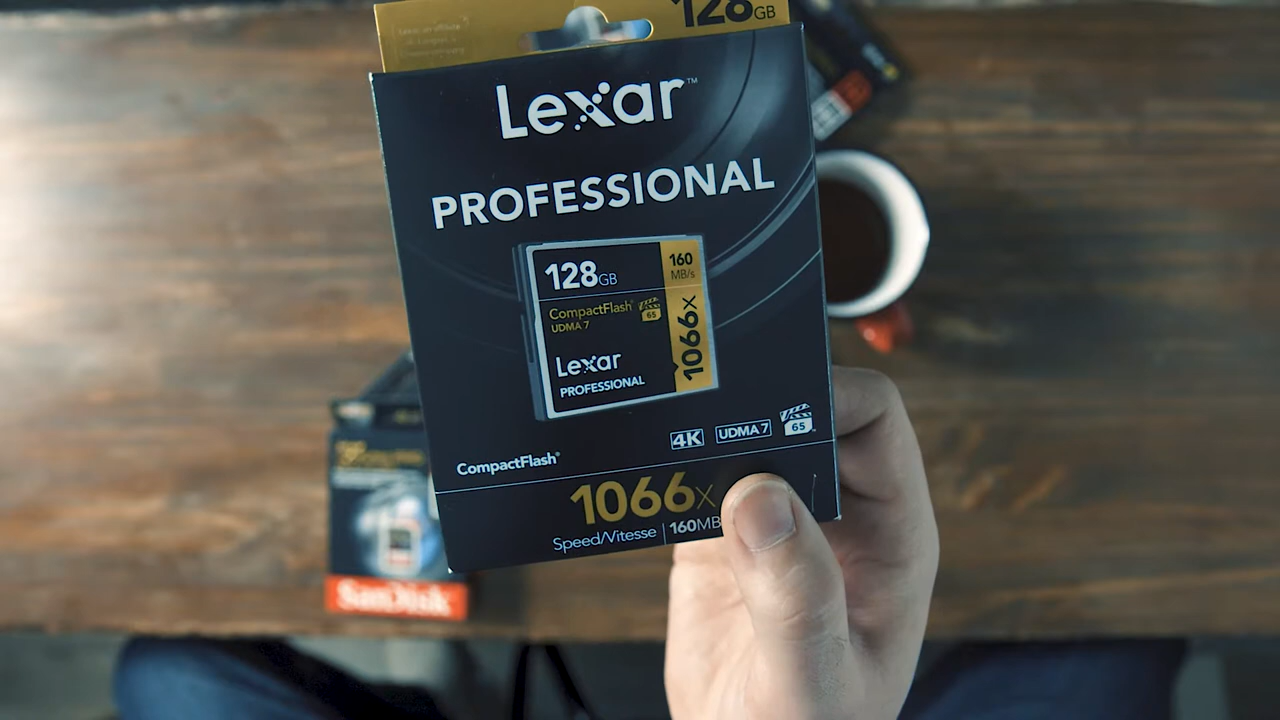 128GB
Lexar™
PROFESSIONAL
128GB
160
MB/s
CompactFlash®
65
UDMA 7
1066x
Lexar
PROFESSIONAL
4K UDMA 7 65
CompactFlash®
1066x
Speed/Vitesse | 160MB
SanDisk